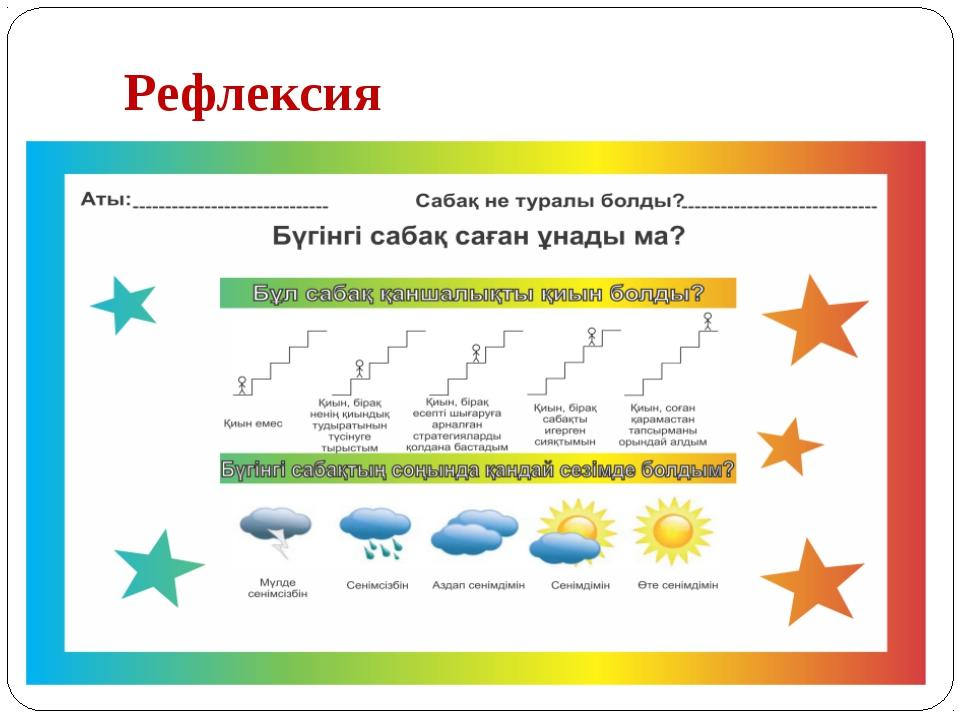 Рефлексия
Аты:______________________________ Сабақ не туралы болды?______________________________
Бүгінгі сабақ саған ұнады ма?
Бұл сабақ қаншалықты қиын болды?
Қиын емес
Қиын, бірақ
ненің қиындық
тудыратынын
түсінуге
тырыстым
Қиын, бірақ
есепті шығаруға
арналған
стратегияларды
қолдана бастадым
Қиын, бірақ
сабақты
игерген
сияқтымын
Қиын, соған
қарамастан
тапсырманы
орындай алдым
Бүгінгі сабақтың соңында қандай сезімде болдым?
Мүлде
сенімсізбін
Сенімсізбін
Аздап сенімдімін
Сенімдімін
Өте сенімдімін